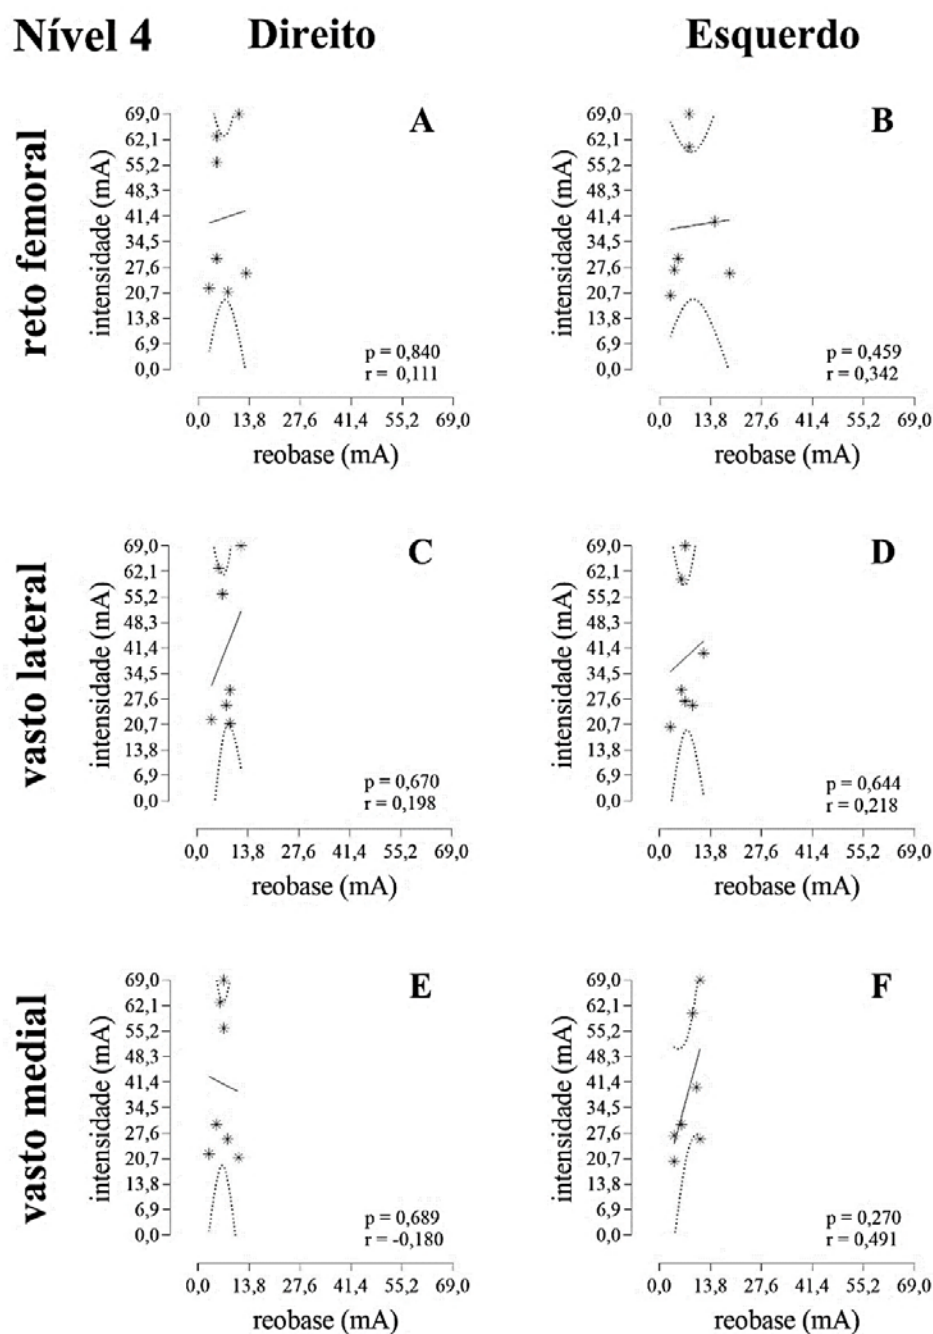 Nível 4 Direito Esquerdo
reto femoral
A
intensidade (mA)
69,0
62,1
55,2
48,3
41,4
34,5
27,6
20,7
13,8
6,9
0,0
p = 0,840
r = 0,111
0,0 13,8 27,6 41,4 55,2 69,0
reobase (mA)
B
intensidade (mA)
69,0
62,1
55,2
48,3
41,4
34,5
27,6
20,7
13,8
6,9
0,0
p = 0,459
r = 0,342
0,0 13,8 27,6 41,4 55,2 69,0
reobase (mA)
vasto lateral
C
intensidade (mA)
69,0
62,1
55,2
48,3
41,4
34,5
27,6
20,7
13,8
6,9
0,0
p = 0,670
r = 0,198
0,0 13,8 27,6 41,4 55,2 69,0
reobase (mA)
D
intensidade (mA)
69,0
62,1
55,2
48,3
41,4
34,5
27,6
20,7
13,8
6,9
0,0
p = 0,644
r = 0,218
0,0 13,8 27,6 41,4 55,2 69,0
reobase (mA)
vasto medial
E
intensidade (mA)
69,0
62,1
55,2
48,3
41,4
34,5
27,6
20,7
13,8
6,9
0,0
p = 0,689
r = -0,180
0,0 13,8 27,6 41,4 55,2 69,0
reobase (mA)
F
intensidade (mA)
69,0
62,1
55,2
48,3
41,4
34,5
27,6
20,7
13,8
6,9
0,0
p = 0,270
r = 0,491
0,0 13,8 27,6 41,4 55,2 69,0
reobase (mA)